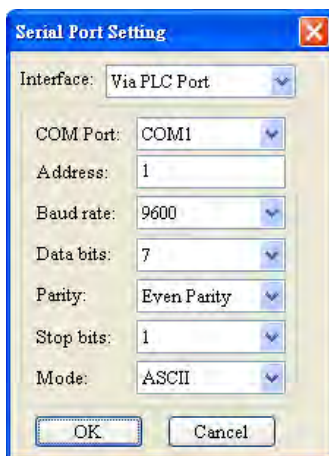 Serial Port Setting
Interface: Via PLC Port
COM Port: COM1
Address: 1
Baud rate: 9600
Data bits: 7
Parity: Even Parity
Stop bits: 1
Mode: ASCII
OK Cancel